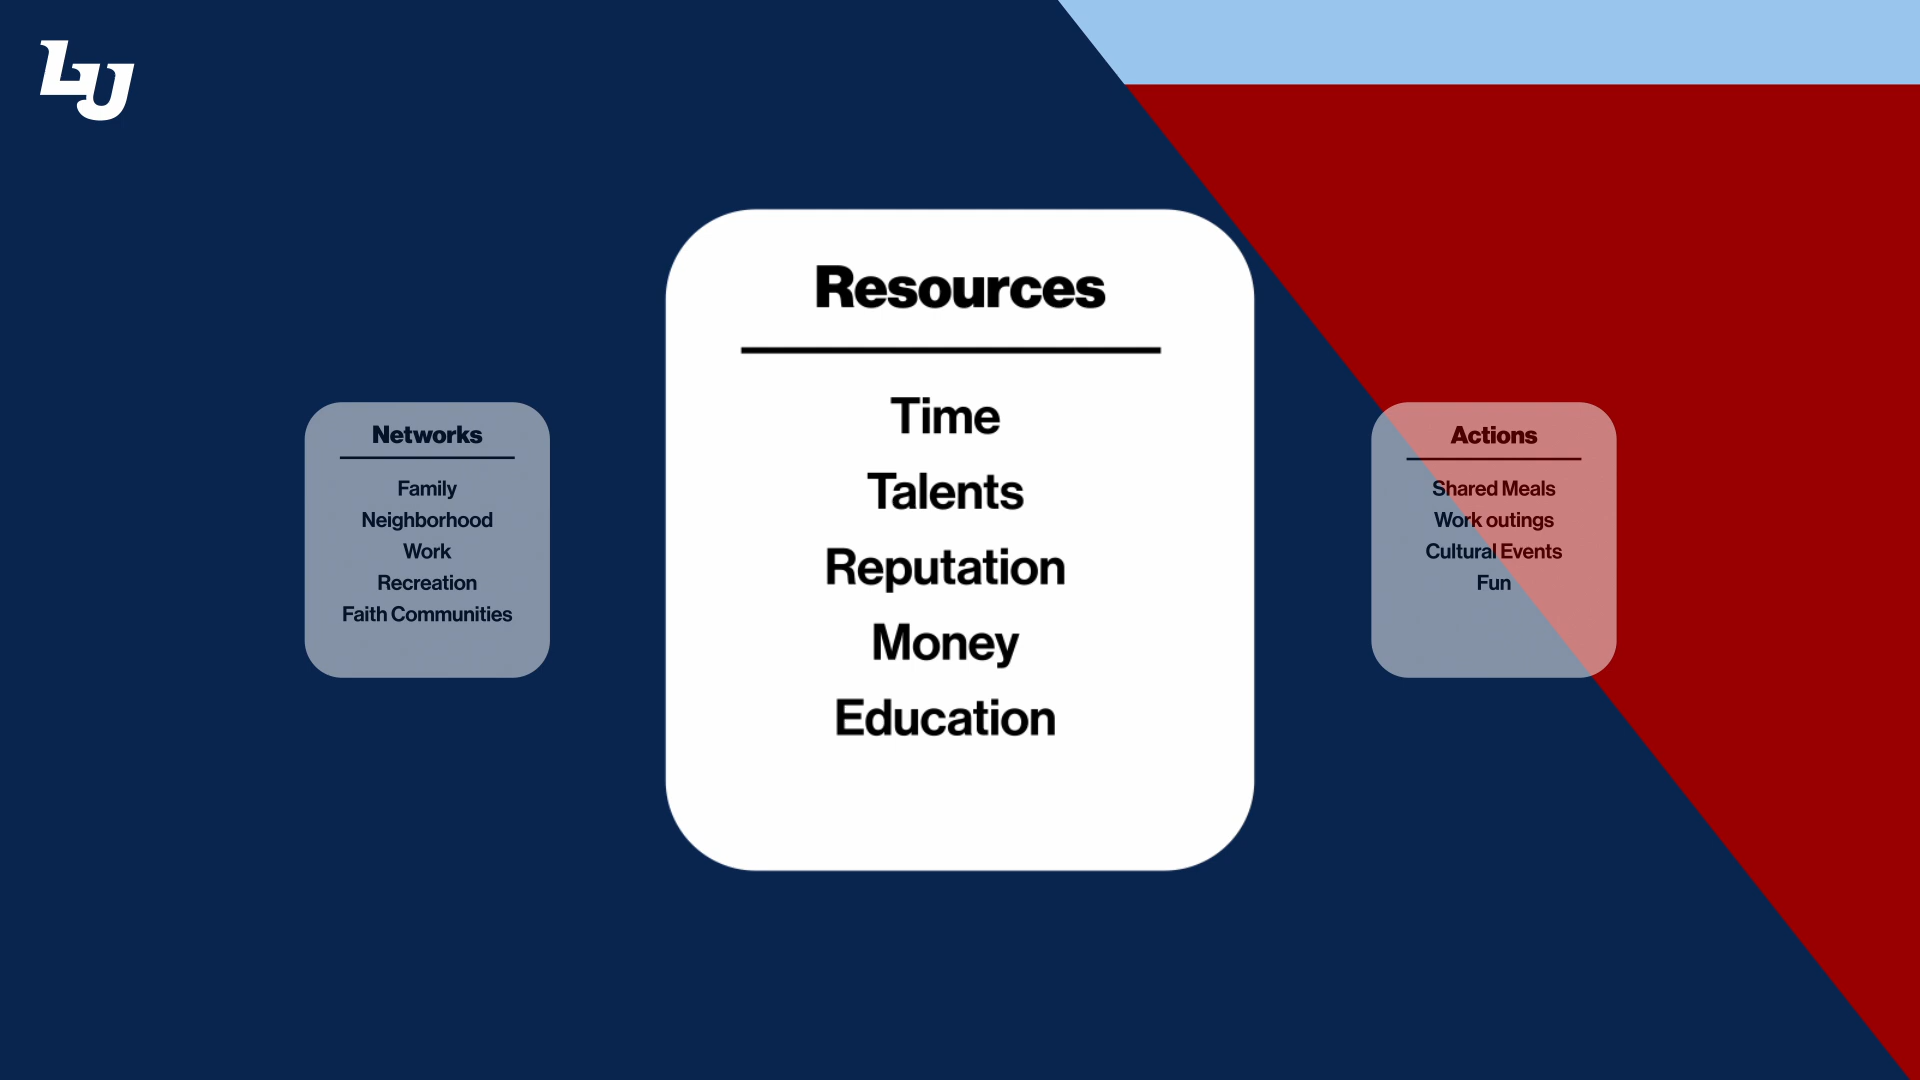 LU
Networks
Family
Neighborhood
Work
Recreation
Faith Communities
Resources
Time
Talents
Reputation
Money
Education
Actions
Shared Meals
Work outings
Cultural Events
Fun